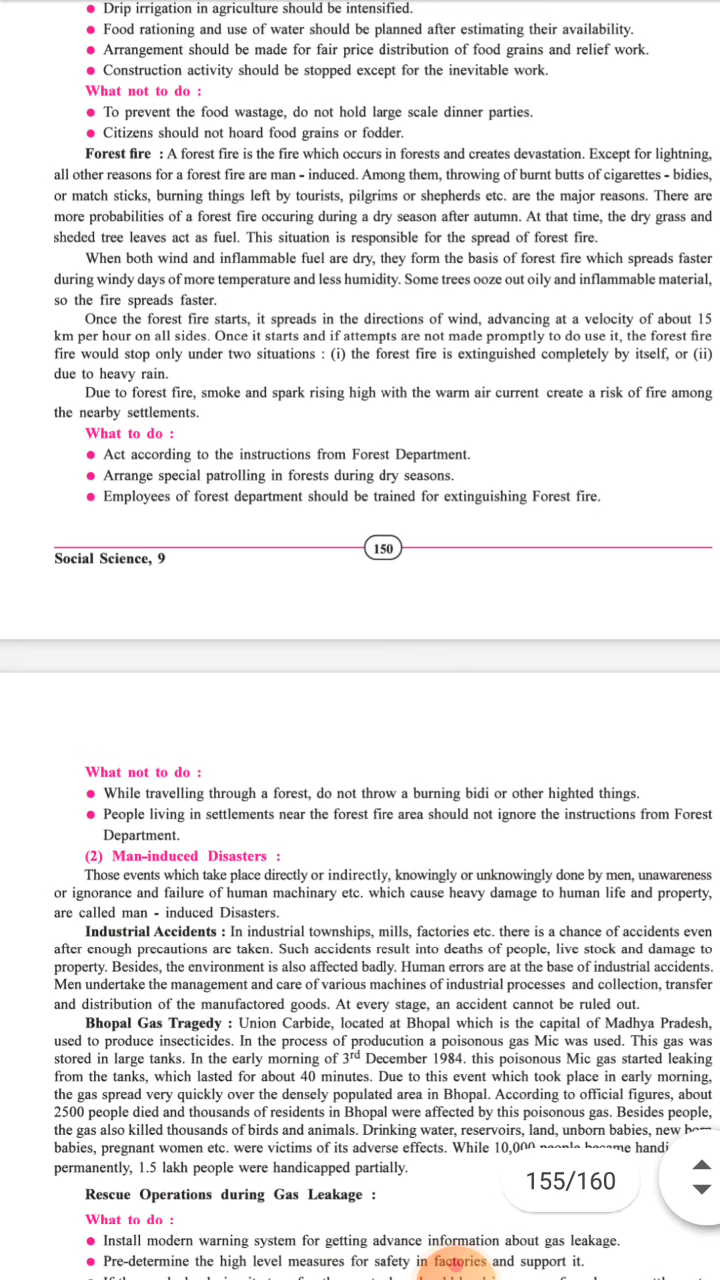 • Drip irrigation in agriculture should be intensified.
• Food rationing and use of water should be planned after estimating their availability.
• Arrangement should be made for fair price distribution of food grains and relief work.
• Construction activity should be stopped except for the inevitable work.
What not to do :
• To prevent the food wastage, do not hold large scale dinner parties.
• Citizens should not hoard food grains or fodder.
Forest fire : A forest fire is the fire which occurs in forests and creates devastation. Except for lightning,
all other reasons for a forest fire are man - induced. Among them, throwing of burnt butts of cigarettes - bidies,
or match sticks, burning things left by tourists, pilgrims or shepherds etc. are the major reasons. There are
more probabilities of a forest fire occuring during a dry season after autumn. At that time, the dry grass and
sheded tree leaves act as fuel. This situation is responsible for the spread of forest fire.
When both wind and inflammable fuel are dry, they form the basis of forest fire which spreads faster
during windy days of more temperature and less humidity. Some trees ooze out oily and inflammable material,
so the fire spreads faster.
Once the forest fire starts, it spreads in the directions of wind, advancing at a velocity of about 15
km per hour on all sides. Once it starts and if attempts are not made promptly to do use it, the forest fire
fire would stop only under two situations : (i) the forest fire is extinguished completely by itself, or (ii)
due to heavy rain.
Due to forest fire, smoke and spark rising high with the warm air current create a risk of fire among
the nearby settlements.
What to do :
• Act according to the instructions from Forest Department.
• Arrange special patrolling in forests during dry seasons.
• Employees of forest department should be trained for extinguishing Forest fire.
150
Social Science, 9
What not to do :
• While travelling through a forest, do not throw a burning bidi or other highted things.
• People living in settlements near the forest fire area should not ignore the instructions from Forest
Department.
(2) Man-induced Disasters :
Those events which take place directly or indirectly, knowingly or unknowingly done by men, unawareness
or ignorance and failure of human machinary etc. which cause heavy damage to human life and property,
are called man - induced Disasters.
Industrial Accidents : In industrial townships, mills, factories etc. there is a chance of accidents even
after enough precautions are taken. Such accidents result into deaths of people, live stock and damage to
property. Besides, the environment is also affected badly. Human errors are at the base of industrial accidents.
Men undertake the management and care of various machines of industrial processes and collection, transfer
and distribution of the manufactored goods. At every stage, an accident cannot be ruled out.
Bhopal Gas Tragedy : Union Carbide, located at Bhopal which is the capital of Madhya Pradesh,
used to produce insecticides. In the process of producution a poisonous gas Mic was used. This gas was
stored in large tanks. In the early morning of 3rd December 1984. this poisonous Mic gas started leaking
from the tanks, which lasted for about 40 minutes. Due to this event which took place in early morning,
the gas spread very quickly over the densely populated area in Bhopal. According to official figures, about
2500 people died and thousands of residents in Bhopal were affected by this poisonous gas. Besides people,
the gas also killed thousands of birds and animals. Drinking water, reservoirs, land, unborn babies, new
babies, pregnant women etc. were victims of its adverse effects. While 10,000 people became handi
permanently, 1.5 lakh people were handicapped partially.
155/160
Rescue Operations during Gas Leakage :
What to do :
• Install modern warning system for getting advance information about gas leakage.
• Pre-determine the high level measures for safety in factories and support it.